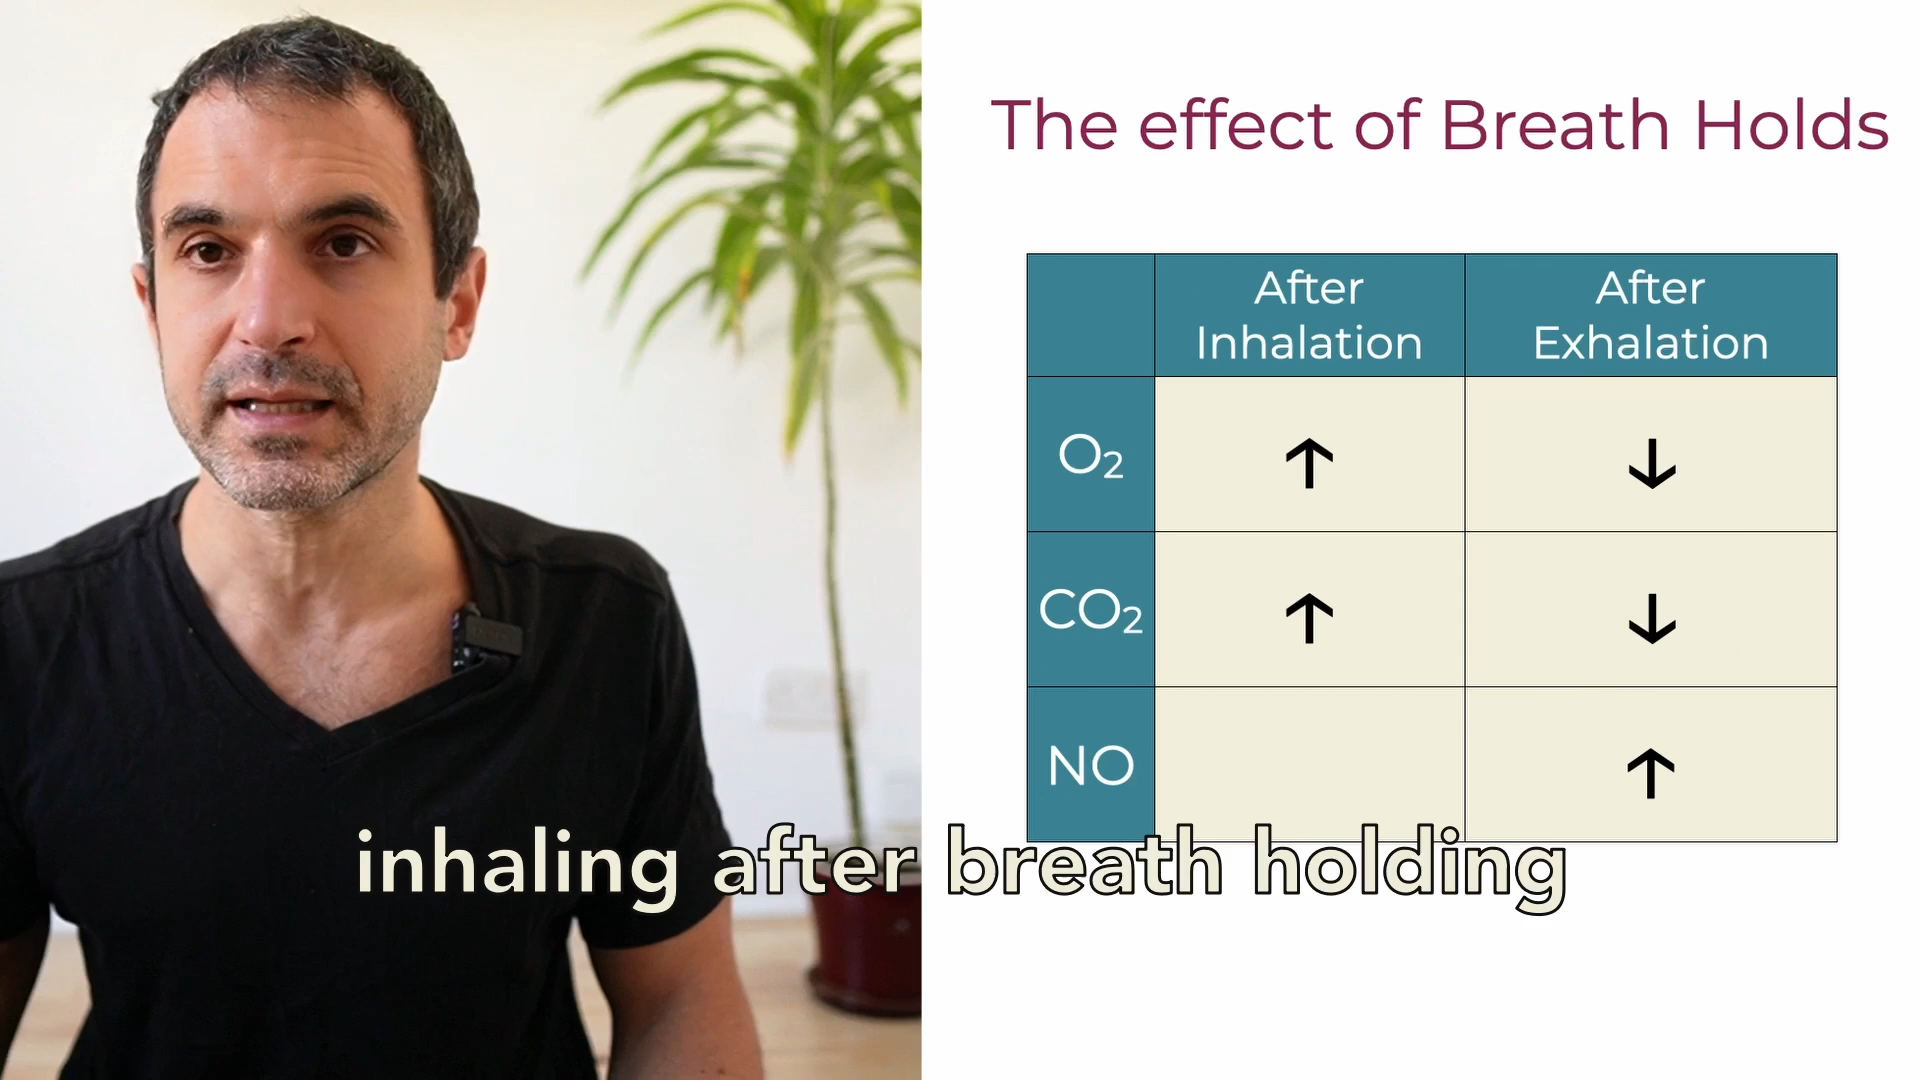 The effect of Breath Holds
After
Inhalation
After
Exhalation
O₂
↑
↓
CO₂
↑
↓
NO
↑
inhaling after breath holding